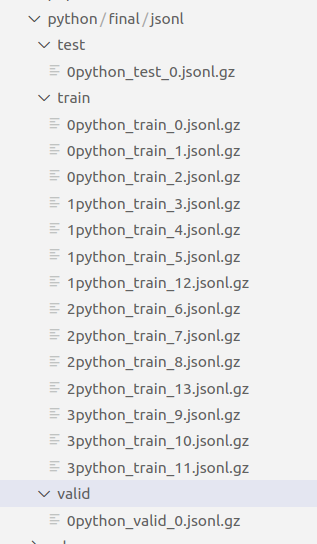 python/final/jsonl
test
0python_test_0.jsonl.gz
train
0python_train_0.jsonl.gz
0python_train_1.jsonl.gz
0python_train_2.jsonl.gz
1python_train_3.jsonl.gz
1python_train_4.jsonl.gz
1python_train_5.jsonl.gz
1python_train_12.jsonl.gz
2python_train_6.jsonl.gz
2python_train_7.jsonl.gz
2python_train_8.jsonl.gz
2python_train_13.jsonl.gz
3python_train_9.jsonl.gz
3python_train_10.jsonl.gz
3python_train_11.jsonl.gz
valid
0python_valid_0.jsonl.gz